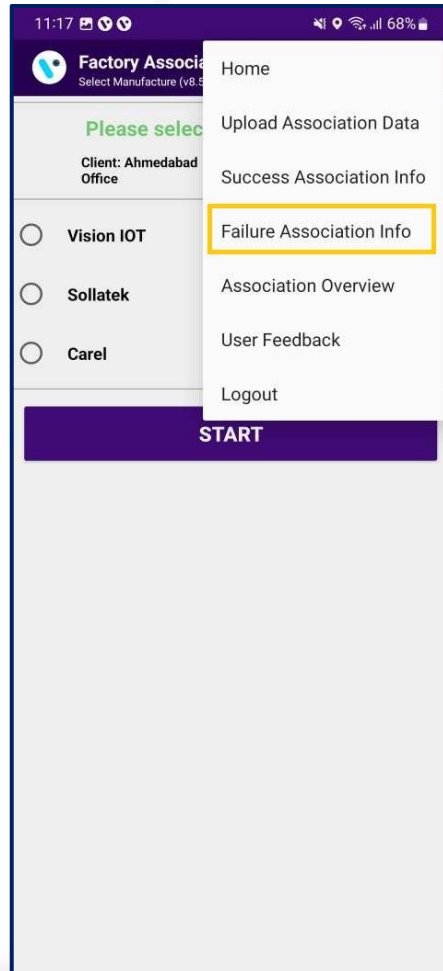 11:17 68%
Factory Associa
Select Manufacture (v8.5
Please selec
Client: Ahmedabad
Office
Vision IOT
Sollatek
Carel
START
Home
Upload Association Data
Success Association Info
Failure Association Info
Association Overview
User Feedback
Logout